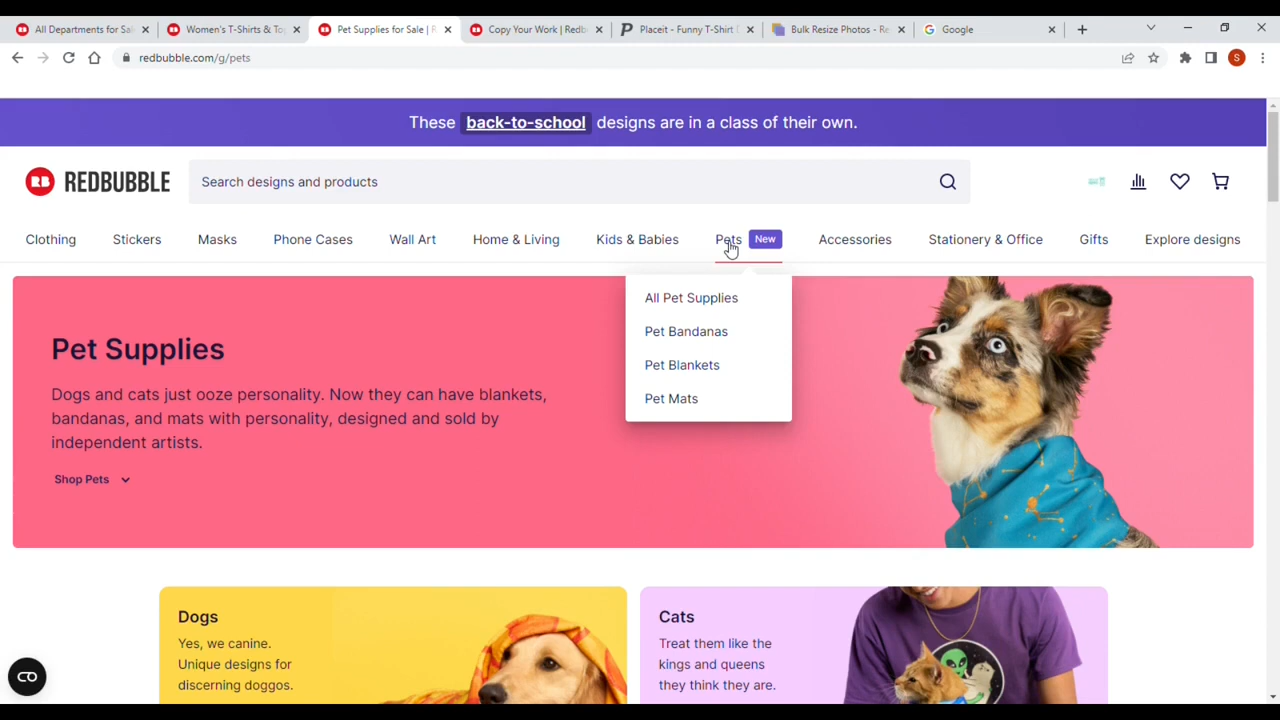 All Departments for Sa
Women's T-Shirts & To
Pet Supplies for Sale | R
Copy Your Work | Redb
Placeit - Funny T-Shirt
Bulk Resize Photos - Re
Google
redbubble.com/g/pets
S
These back-to-school designs are in a class of their own.
RB REDBUBBLE
Search designs and products
Clothing
Stickers
Masks
Phone Cases
Wall Art
Home & Living
Kids & Babies
Pets New
Accessories
Stationery & Office
Gifts
Explore designs
All Pet Supplies
Pet Bandanas
Pet Blankets
Pet Mats
Pet Supplies
Dogs and cats just ooze personality. Now they can have blankets,
bandanas, and mats with personality, designed and sold by
independent artists.
Shop Pets
Dogs
Yes, we canine.
Unique designs for
discerning doggos.
Cats
Treat them like the
kings and queens
they think they are.